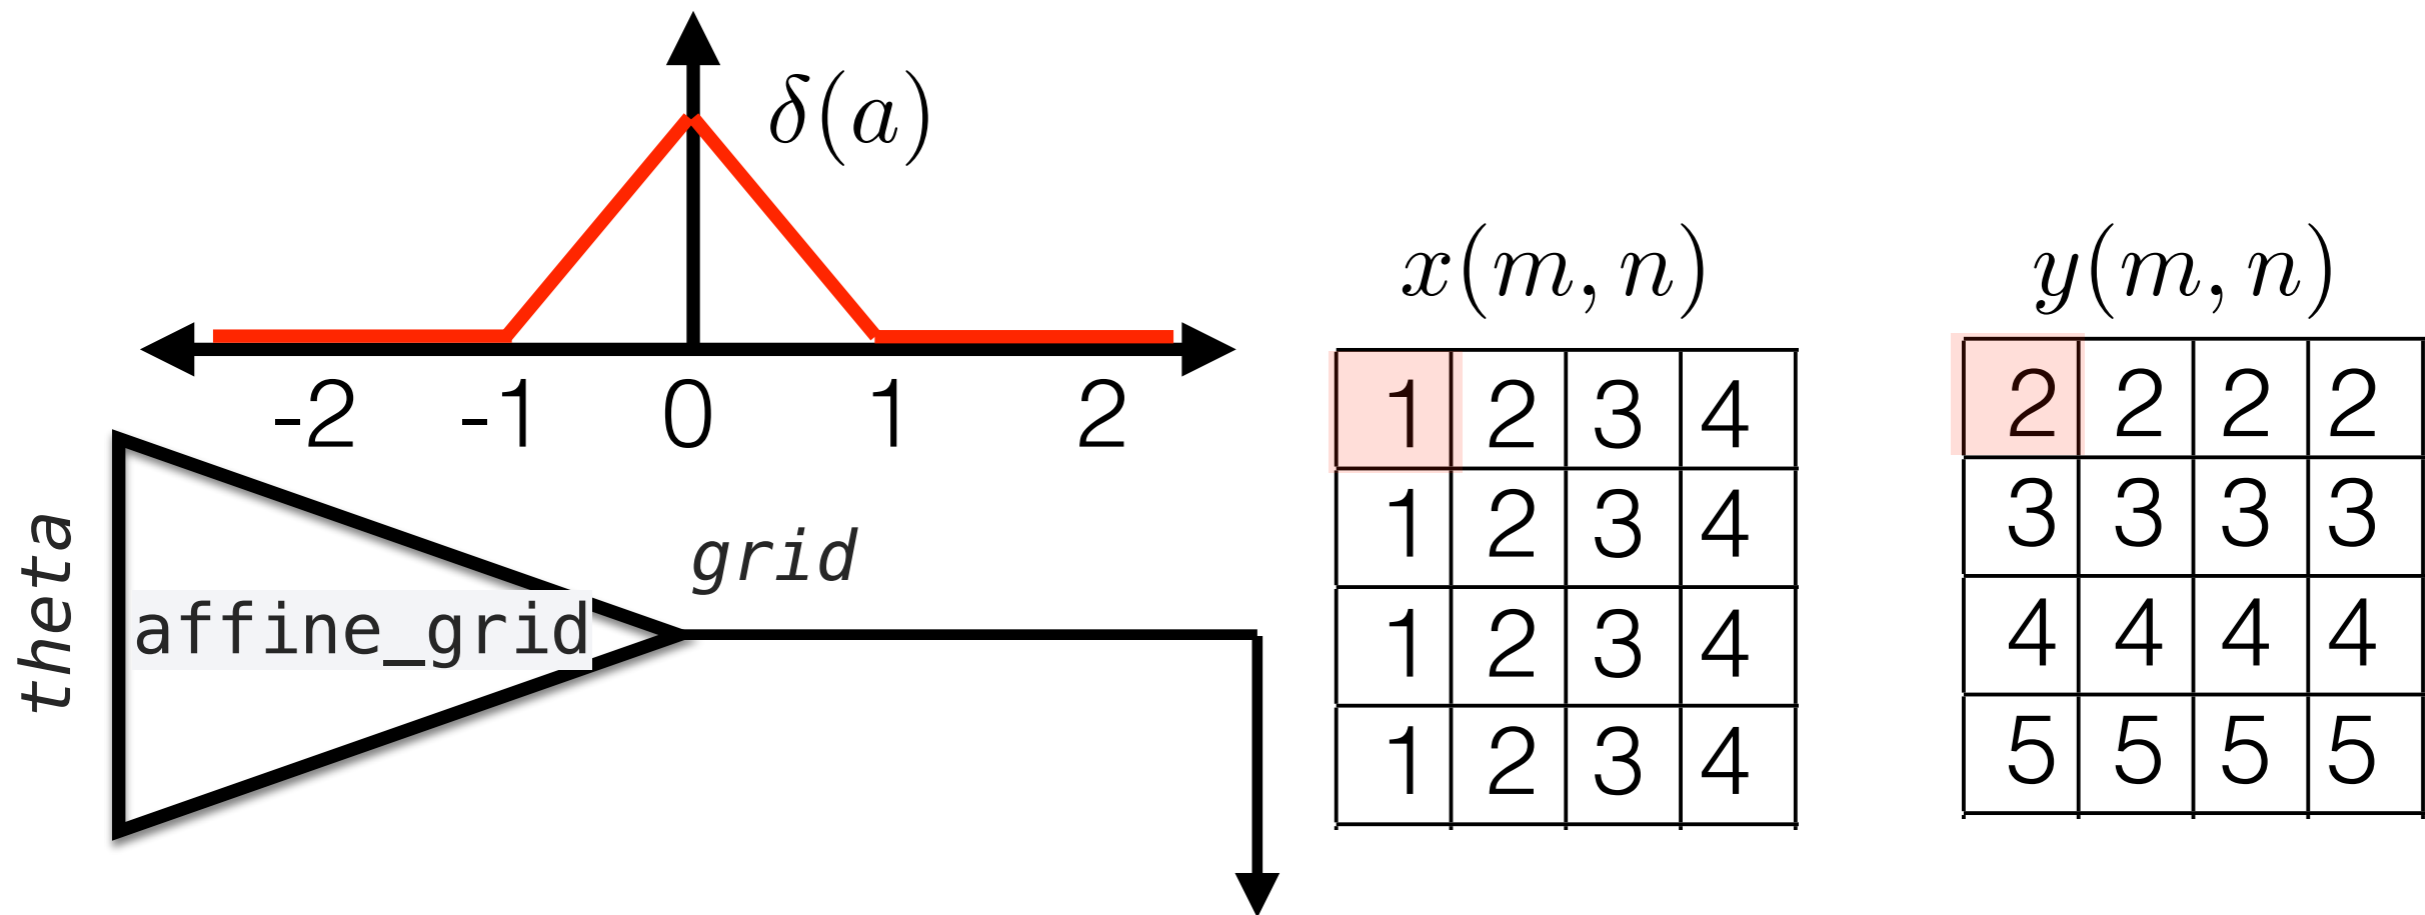 δ(a)
-2 -1 0 1 2
theta
affine_grid
grid
x(m, n)
1 2 3 4
1 2 3 4
1 2 3 4
1 2 3 4
y(m, n)
2 2 2 2
3 3 3 3
4 4 4 4
5 5 5 5